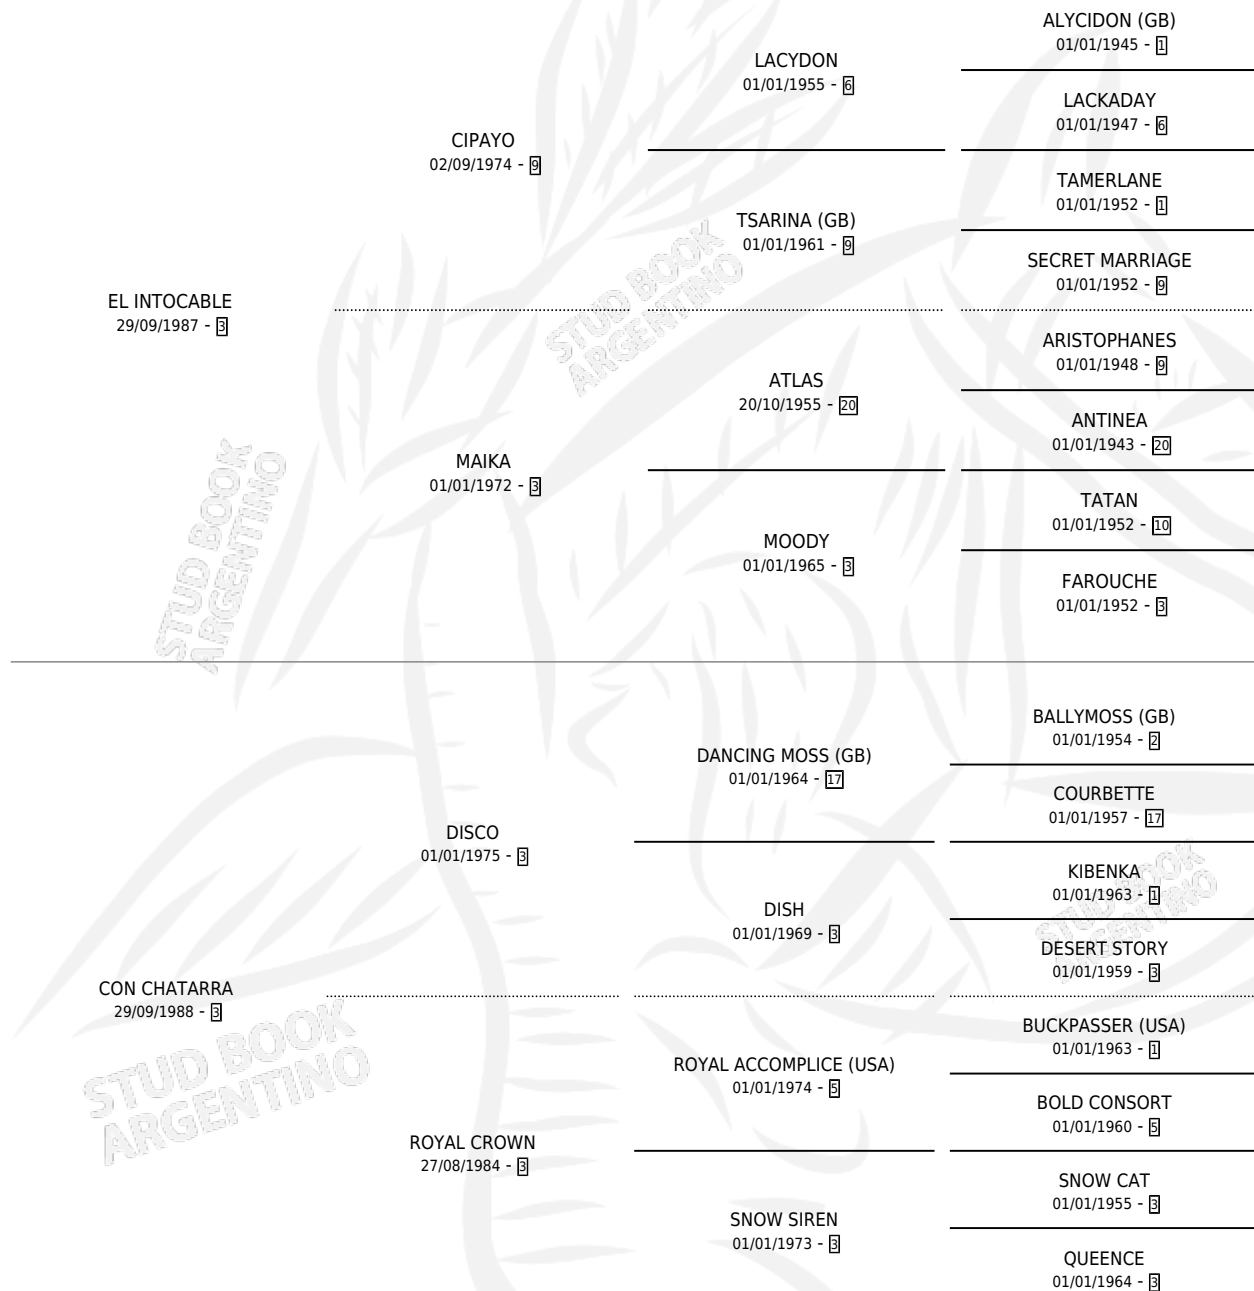 ALYCIDON (GB)
01/01/1945 - 1
LACYDON
01/01/1955 - 6
LACKADAY
01/01/1947 - 6
CIPAYO
02/09/1974 - 9
TAMERLANE
01/01/1952 - 1
TSARINA (GB)
01/01/1961 - 9
SECRET MARRIAGE
01/01/1952 - 9
EL INTOCABLE
29/09/1987 - 3
ARISTOPHANES
01/01/1948 - 9
ATLAS
20/10/1955 - 20
ANTINEA
01/01/1943 - 20
MAIKA
01/01/1972 - 3
TATAN
01/01/1952 - 10
MOODY
01/01/1965 - 3
FAROUCHE
01/01/1952 - 3
STUD BOOK
ARGENTINO
STUD BOOK
ARGENTINO
BALLYMOSS (GB)
01/01/1954 - 2
DANCING MOSS (GB)
01/01/1964 - 17
COURBETTE
01/01/1957 - 17
DISCO
01/01/1975 - 3
KIBENKA
01/01/1963 - 1
DISH
01/01/1969 - 3
DESERT STORY
01/01/1959 - 3
STUD BOOK
ARGENTINO
CON CHATARRA
29/09/1988 - 3
BUCKPASSER (USA)
01/01/1963 - 1
ROYAL ACCOMPLICE (USA)
01/01/1974 - 5
BOLD CONSORT
01/01/1960 - 5
STUD BOOK
ARGENTINO
ROYAL CROWN
27/08/1984 - 3
SNOW CAT
01/01/1955 - 3
SNOW SIREN
01/01/1973 - 3
QUEENCE
01/01/1964 - 3